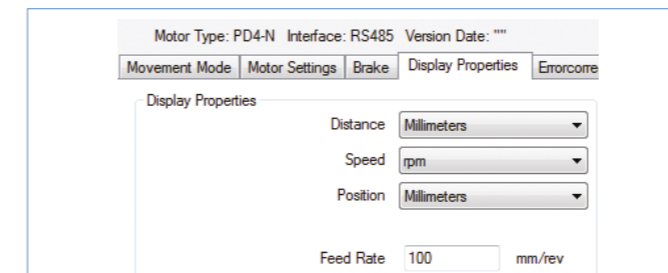 Motor Type: PD4-N Interface: RS485 Version Date: ""
Movement Mode Motor Settings Brake Display Properties Errorcorre
Display Properties
Distance Millimeters
Speed rpm
Position Millimeters
Feed Rate 100 mm/rev